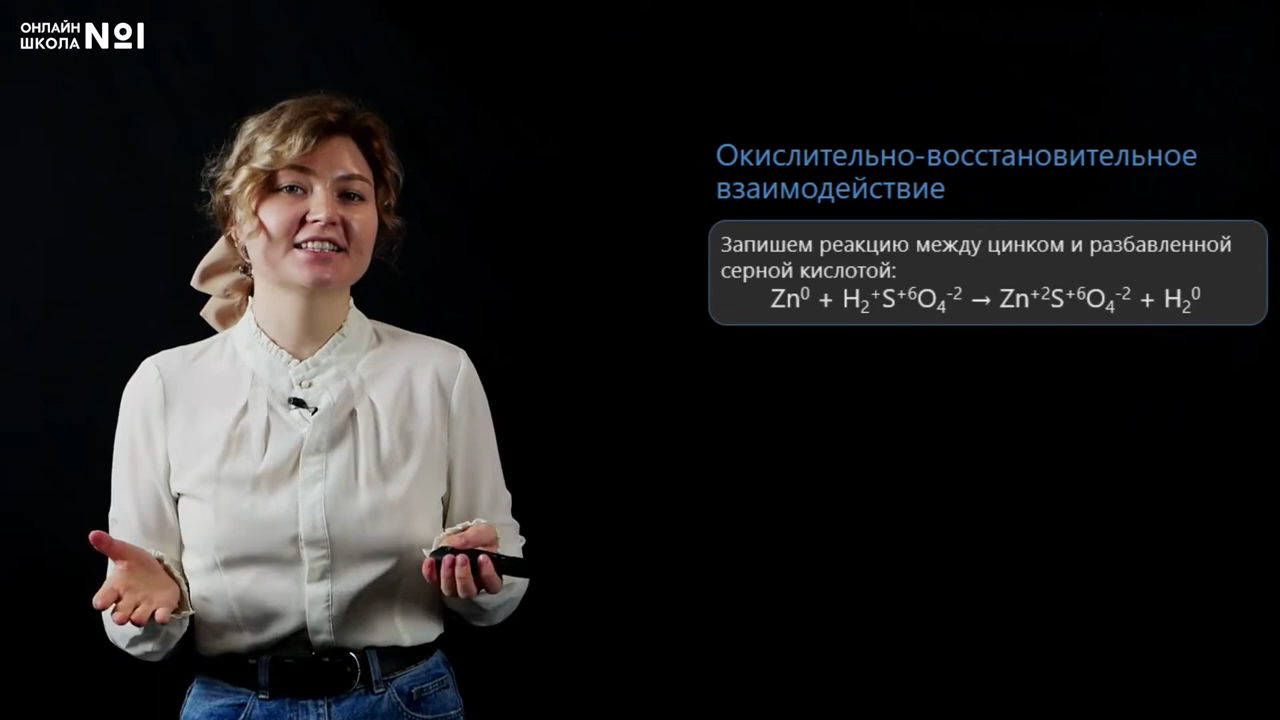 ОНЛАЙН
ШКОЛА №1
Окислительно-восстановительное
взаимодействие
Запишем реакцию между цинком и разбавленной
серной кислотой:
Zn⁰ + H₂⁺S⁺⁶O₄⁻² → Zn⁺²S⁺⁶O₄⁻² + H₂⁰